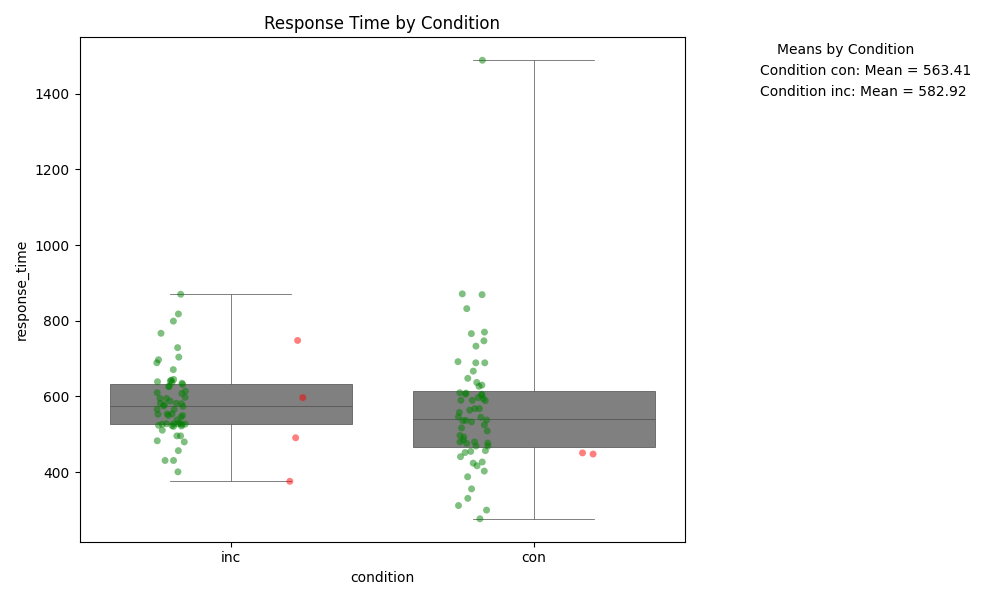 Response Time by Condition
Means by Condition
Condition con: Mean = 563.41
Condition inc: Mean = 582.92
response_time
1400
1200
1000
800
600
400
inc
con
condition